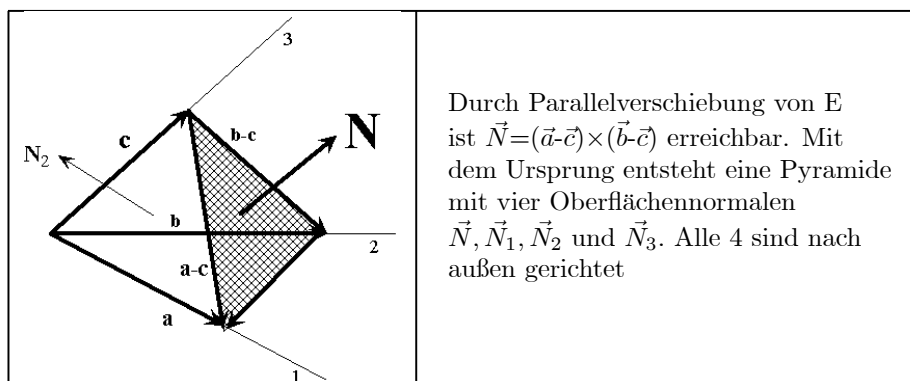 3
c
b-c
N
N₂
b
2
a-c
a
1
Durch Parallelverschiebung von E
ist N⃗=(a⃗-c⃗)×(b⃗-c⃗) erreichbar. Mit
dem Ursprung entsteht eine Pyramide
mit vier Oberflächennormalen
N⃗, N⃗₁, N⃗₂ und N⃗₃. Alle 4 sind nach
außen gerichtet